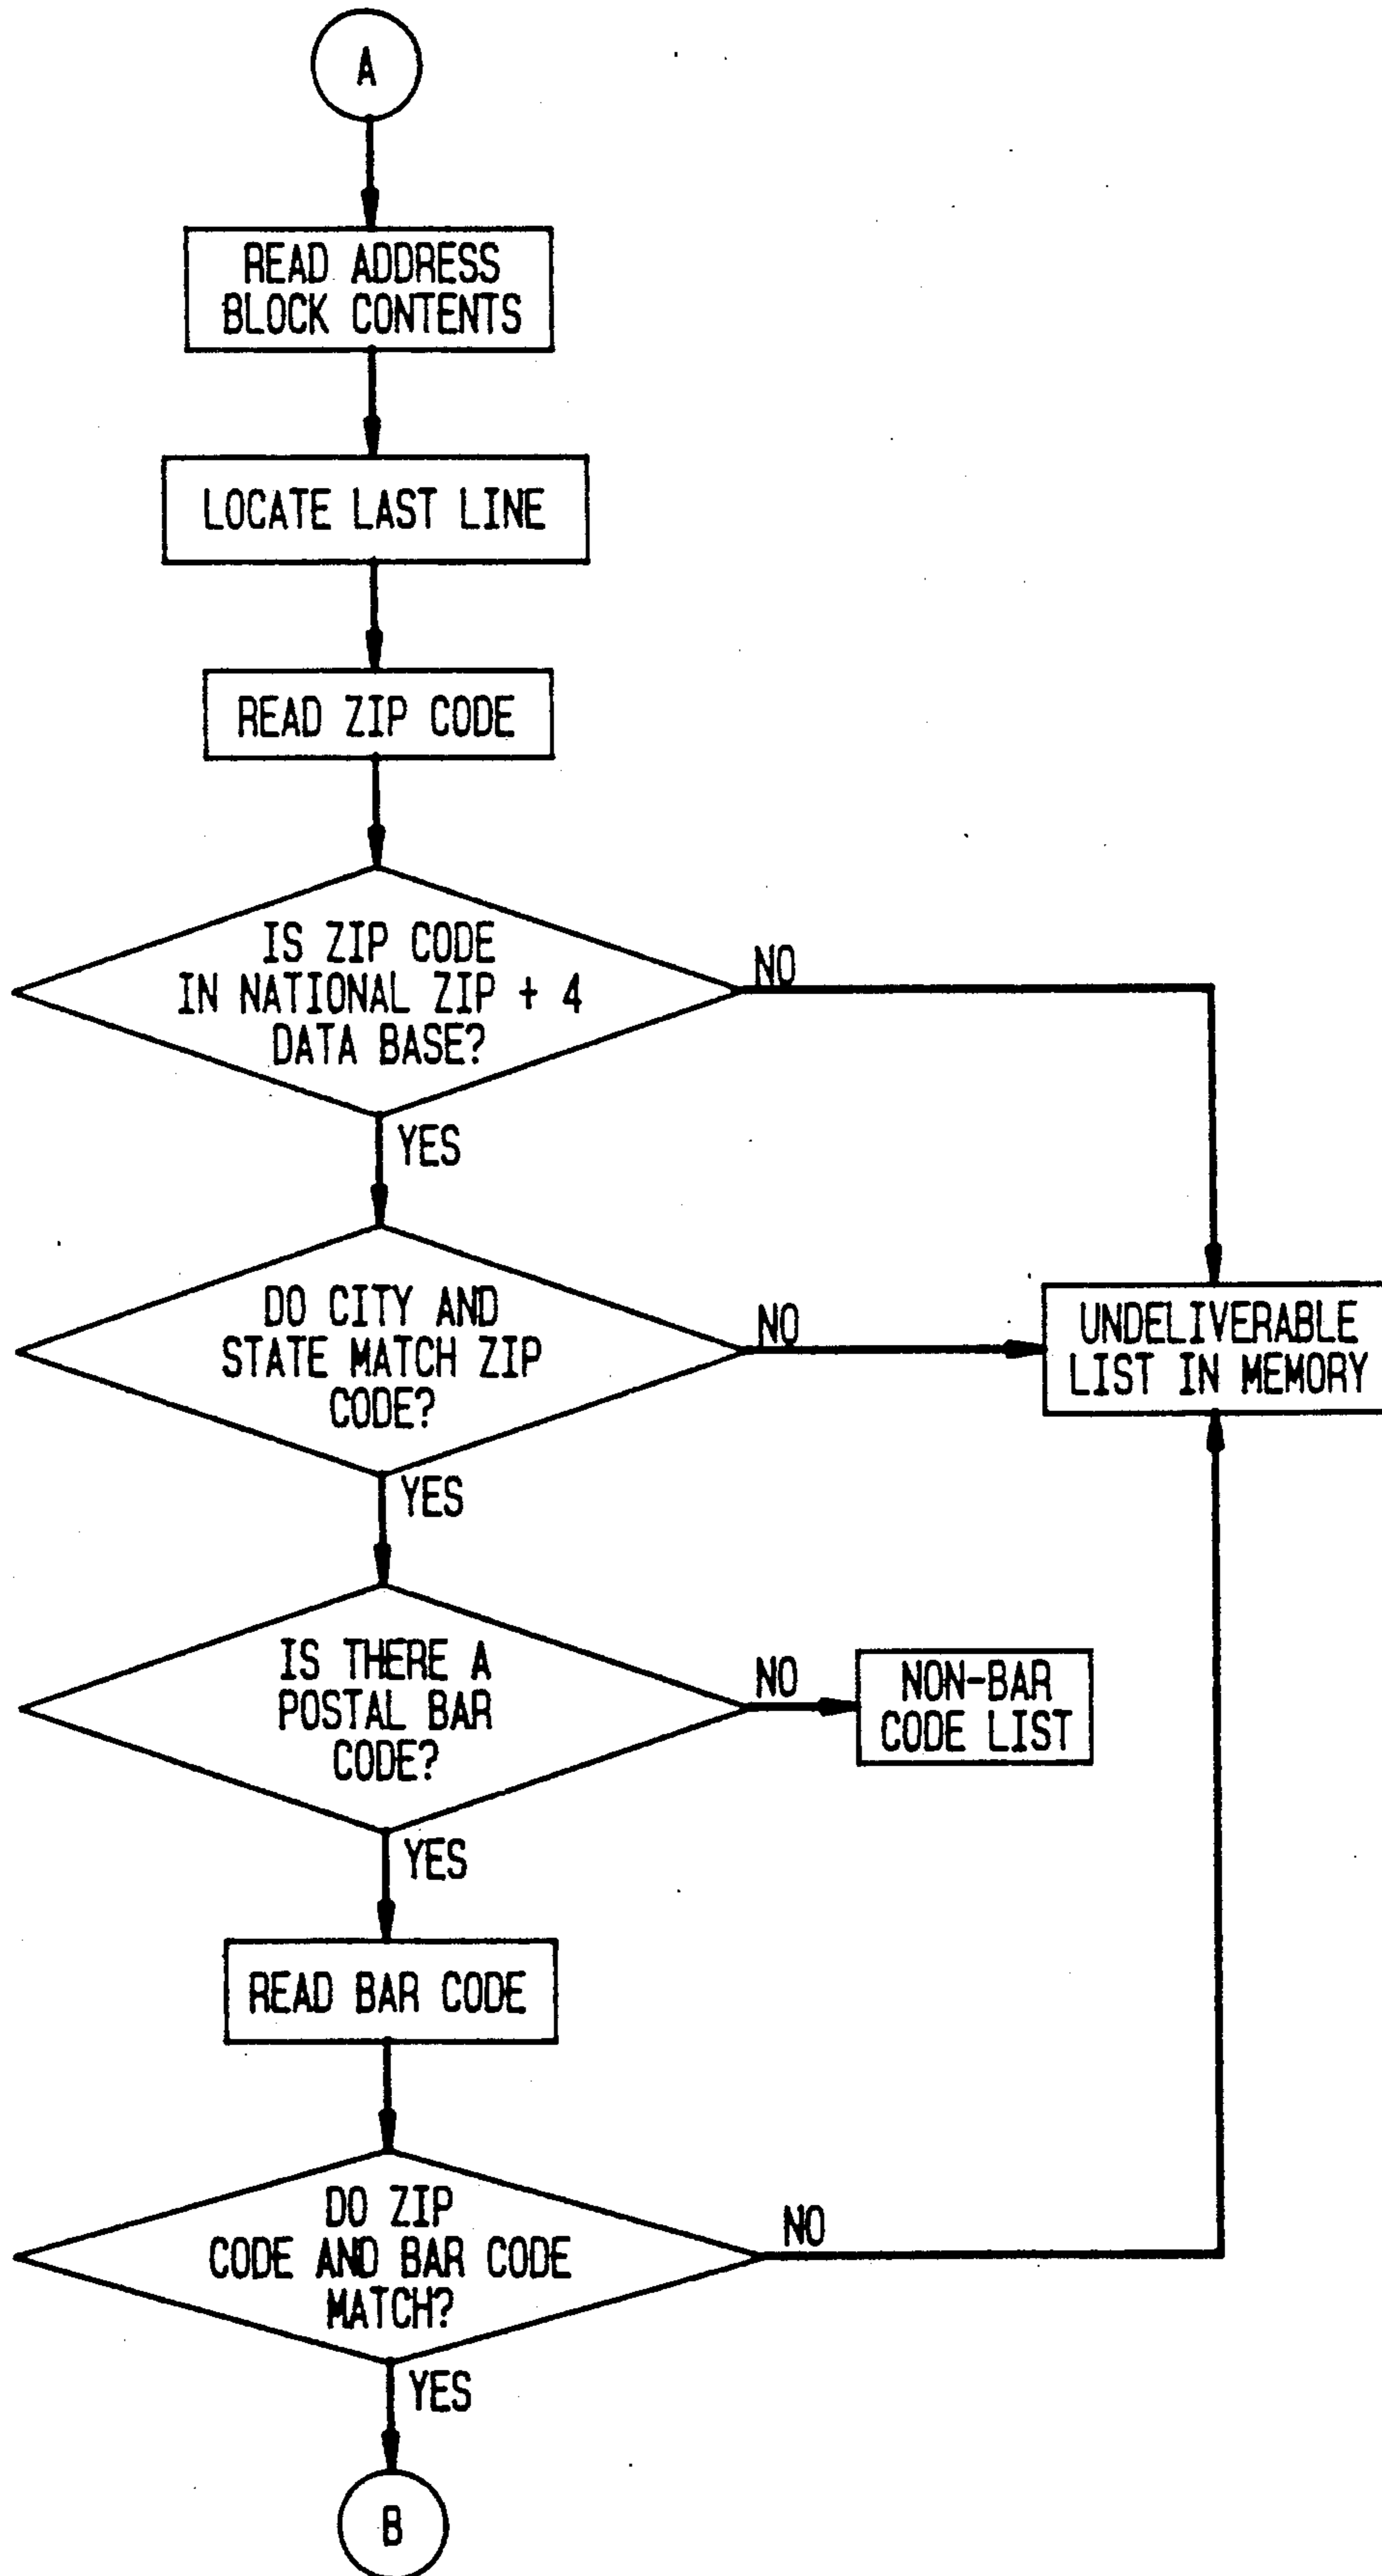 A
READ ADDRESS
BLOCK CONTENTS
LOCATE LAST LINE
READ ZIP CODE
IS ZIP CODE
IN NATIONAL ZIP + 4
DATA BASE?
NO
YES
DO CITY AND
STATE MATCH ZIP
CODE?
NO
UNDELIVERABLE
LIST IN MEMORY
YES
IS THERE A
POSTAL BAR
CODE?
NO
NON-BAR
CODE LIST
YES
READ BAR CODE
DO ZIP
CODE AND BAR CODE
MATCH?
NO
YES
B